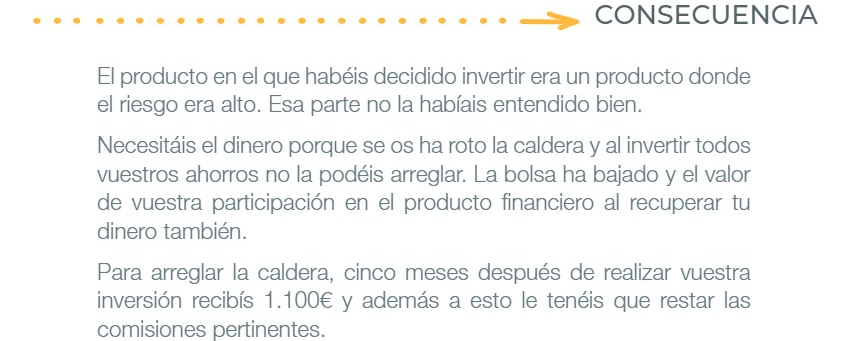 CONSECUENCIA
El producto en el que habéis decidido invertir era un producto donde
el riesgo era alto. Esa parte no la habíais entendido bien.
Necesitáis el dinero porque se os ha roto la caldera y al invertir todos
vuestros ahorros no la podéis arreglar. La bolsa ha bajado y el valor
de vuestra participación en el producto financiero al recuperar tu
dinero también.
Para arreglar la caldera, cinco meses después de realizar vuestra
inversión recibís 1.100€ y además a esto le tenéis que restar las
comisiones pertinentes.